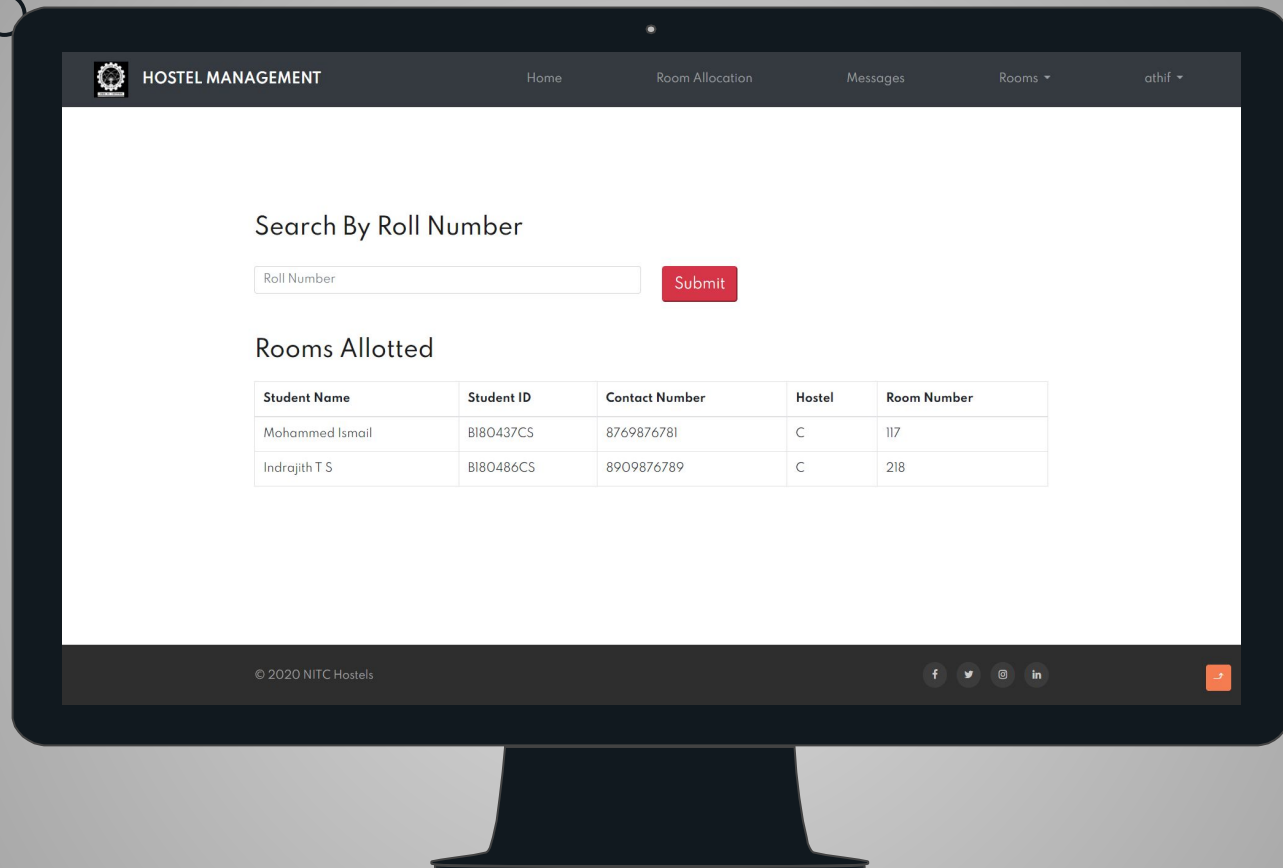 HOSTEL MANAGEMENT Home Room Allocation Messages Rooms athif
Search By Roll Number
Roll Number Submit
Rooms Allotted
Student Name Student ID Contact Number Hostel Room Number
Mohammed Ismail B180437CS 8769876781 C 117
Indrajith T S B180486CS 8909876789 C 218
© 2020 NITC Hostels f in